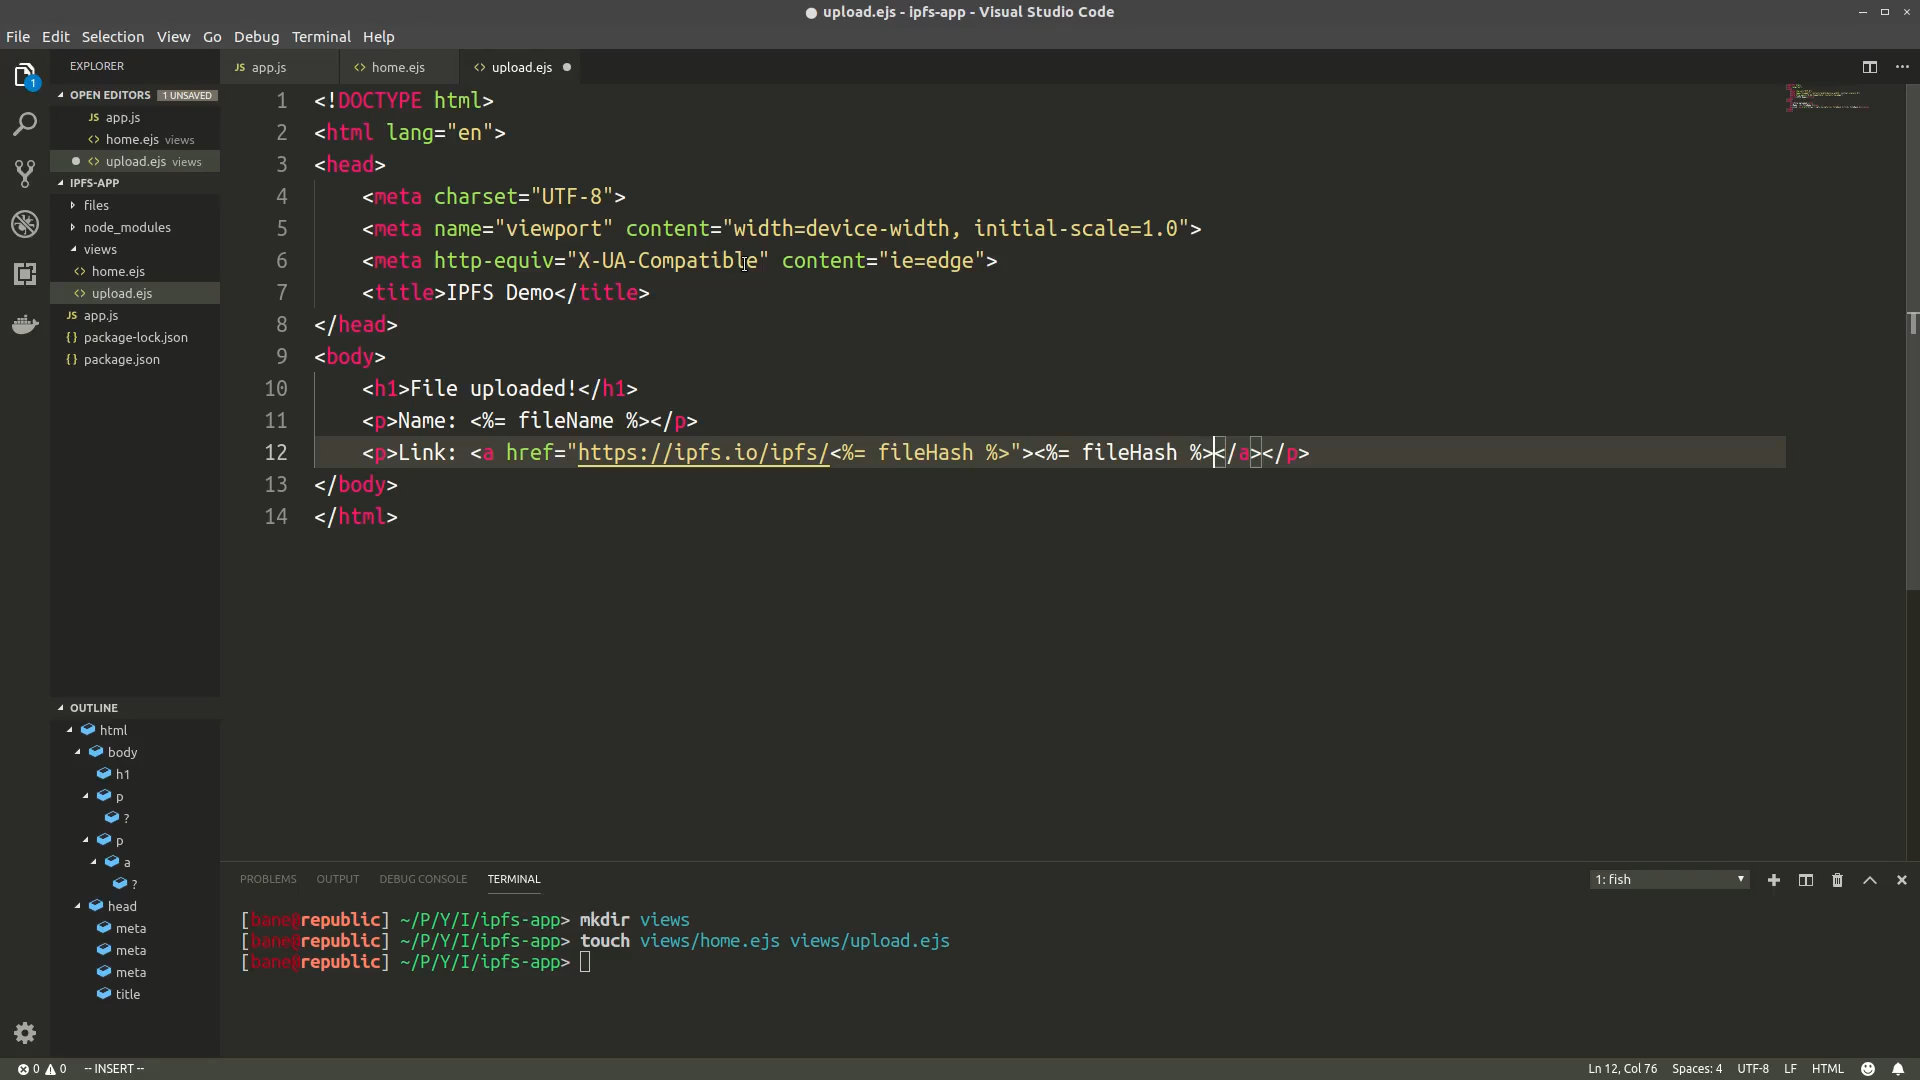 upload.ejs - ipfs-app - Visual Studio Code
File Edit Selection View Go Debug Terminal Help
EXPLORER
OPEN EDITORS 1 UNSAVED
JS app.js
<> home.ejs views
<> upload.ejs views
IPFS-APP
files
node_modules
views
<> home.ejs
<> upload.ejs
JS app.js
{} package-lock.json
{} package.json
OUTLINE
html
body
h1
p
?
p
a
?
head
meta
meta
meta
title
1
JS app.js <> home.ejs <> upload.ejs
1 <!DOCTYPE html>
2 <html lang="en">
3 <head>
4 <meta charset="UTF-8">
5 <meta name="viewport" content="width=device-width, initial-scale=1.0">
6 <meta http-equiv="X-UA-Compatible" content="ie=edge">
7 <title>IPFS Demo</title>
8 </head>
9 <body>
10 <h1>File uploaded!</h1>
11 <p>Name: <%= fileName %></p>
12 <p>Link: <a href="https://ipfs.io/ipfs/<%= fileHash %>"><%= fileHash %></a></p>
13 </body>
14 </html>
PROBLEMS OUTPUT DEBUG CONSOLE TERMINAL 1: fish
[bane@republic] ~/P/Y/I/ipfs-app> mkdir views
[bane@republic] ~/P/Y/I/ipfs-app> touch views/home.ejs views/upload.ejs
[bane@republic] ~/P/Y/I/ipfs-app>
0 0 -- INSERT -- Ln 12, Col 76 Spaces: 4 UTF-8 LF HTML